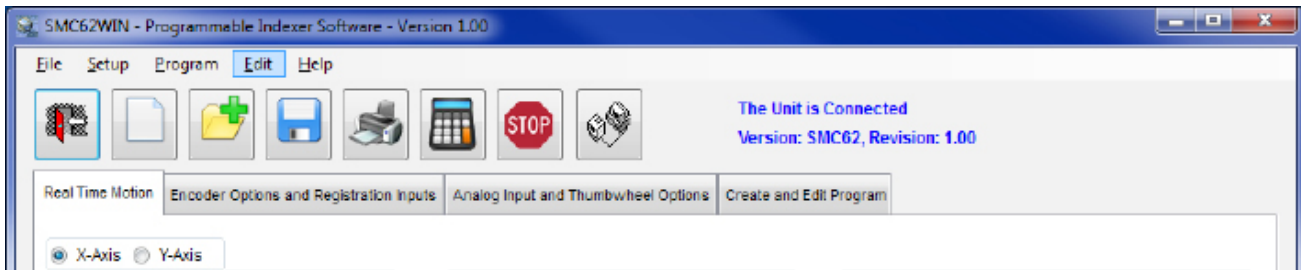 SMC62WIN - Programmable Indexer Software - Version 1.00
File Setup Program Edit Help
STOP
The Unit is Connected
Version: SMC62, Revision: 1.00
Real Time Motion Encoder Options and Registration Inputs Analog Input and Thumbwheel Options Create and Edit Program
X-Axis Y-Axis